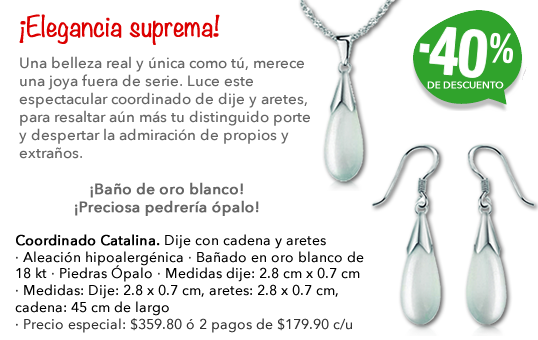 ¡Elegancia suprema!
Una belleza real y única como tú, merece
una joya fuera de serie. Luce este
espectacular coordinado de dije y aretes,
para resaltar aún más tu distinguido porte
y despertar la admiración de propios y
extraños.
-40%
DE DESCUENTO
¡Baño de oro blanco!
¡Preciosa pedrería ópalo!
Coordinado Catalina. Dije con cadena y aretes
· Aleación hipoalergénica · Bañado en oro blanco de
18 kt · Piedras Ópalo · Medidas dije: 2.8 cm x 0.7 cm
· Medidas: Dije: 2.8 x 0.7 cm, aretes: 2.8 x 0.7 cm,
cadena: 45 cm de largo
· Precio especial: $359.80 ó 2 pagos de $179.90 c/u